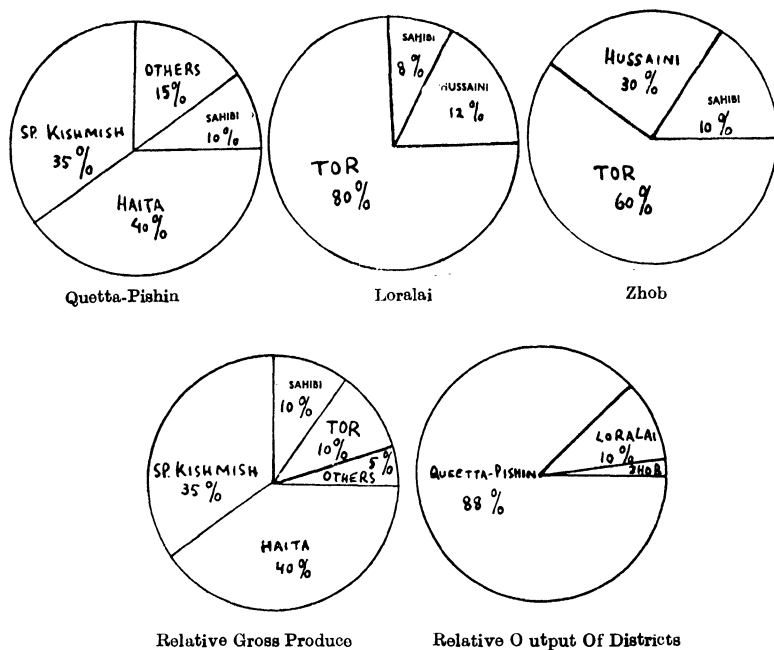 OTHERS
15%
SAHIBI
10%
SP. KISHMISH
35%
HAITA
40%
Quetta-Pishin
SAHIBI
8%
HUSSAINI
12%
TOR
80%
Loralai
HUSSAINI
30%
SAHIBI
10%
TOR
60%
Zhob
SAHIBI
10%
TOR
10%
5%
OTHERS
SP. KISHMISH
35%
HAITA
40%
Relative Gross Produce
LORALAI
10%
ZHOB
QUEETTA-PISHIN
88%
Relative O utput Of Districts